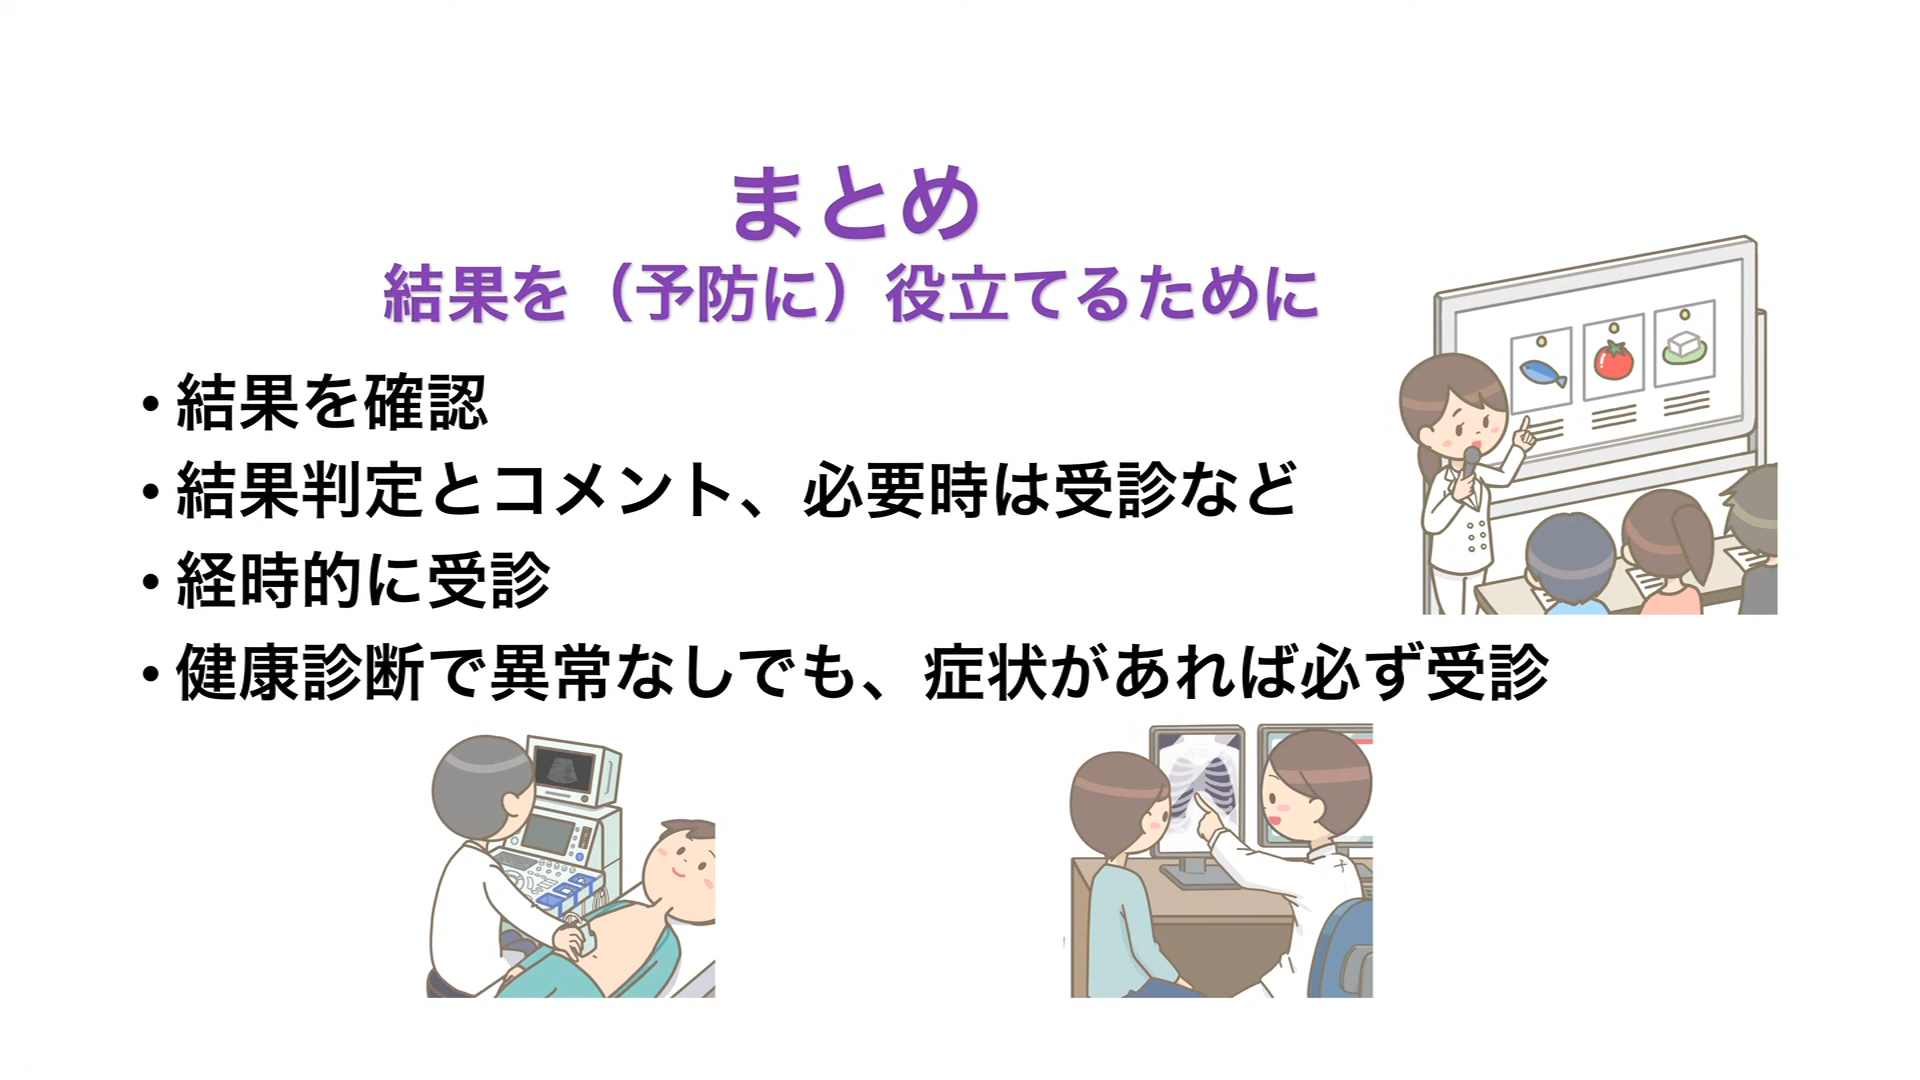 まとめ
結果を（予防に）役立てるために
• 結果を確認
• 結果判定とコメント、必要時は受診など
• 経時的に受診
• 健康診断で異常なしでも、症状があれば必ず受診